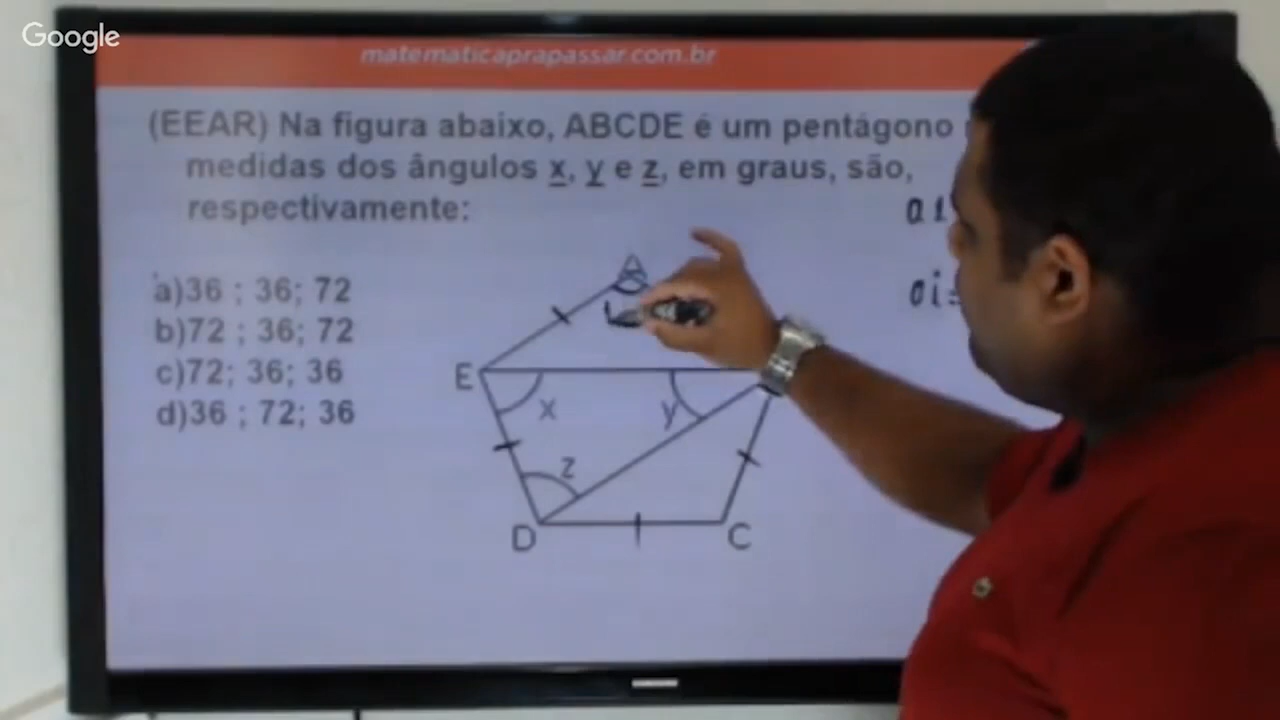 Google
matematicaprapassar.com.br
(EEAR) Na figura abaixo, ABCDE é um pentágono
medidas dos ângulos x, y e z, em graus, são,
respectivamente:
a)36 ; 36; 72
b)72 ; 36; 72
c)72; 36; 36
d)36 ; 72; 36
A
E
x
y
z
D
C